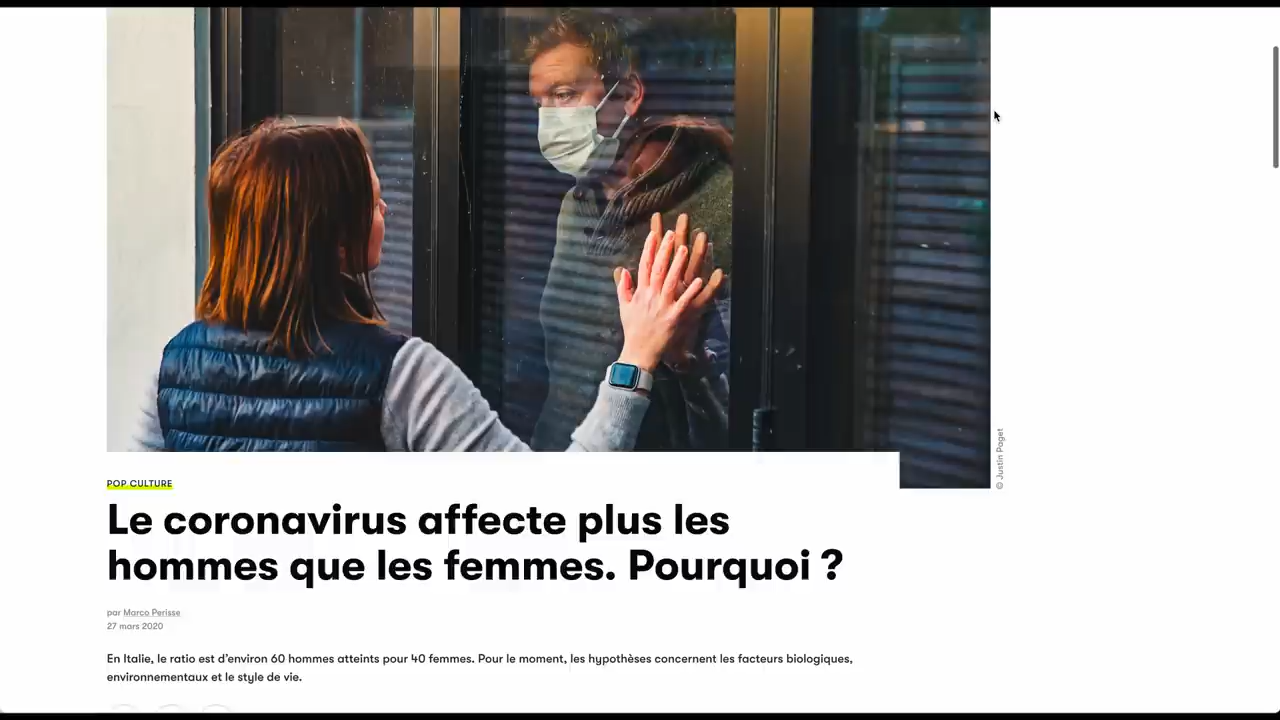 © Justin Paget
POP CULTURE
Le coronavirus affecte plus les
hommes que les femmes. Pourquoi ?
par Marco Perisse
27 mars 2020
En Italie, le ratio est d'environ 60 hommes atteints pour 40 femmes. Pour le moment, les hypothèses concernent les facteurs biologiques,
environnementaux et le style de vie.